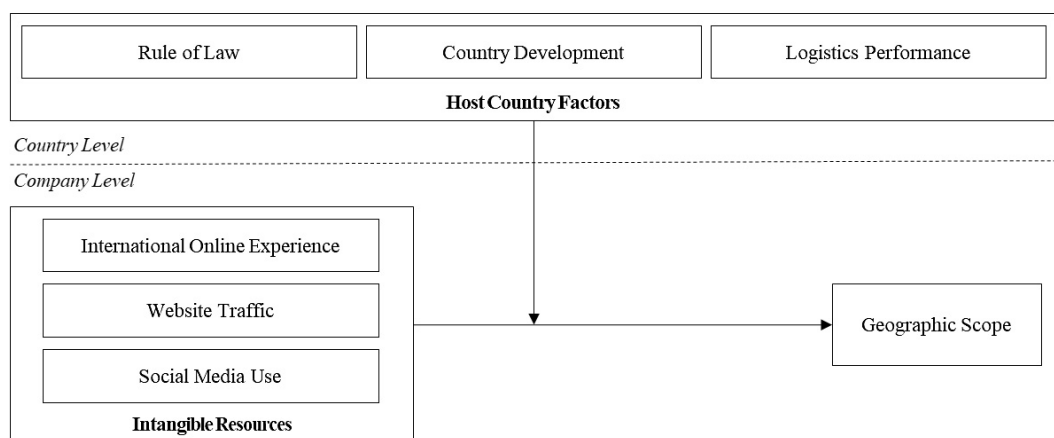 Rule of Law
Country Development
Logistics Performance
Host Country Factors
Country Level
Company Level
International Online Experience
Website Traffic
Social Media Use
Intangible Resources
Geographic Scope